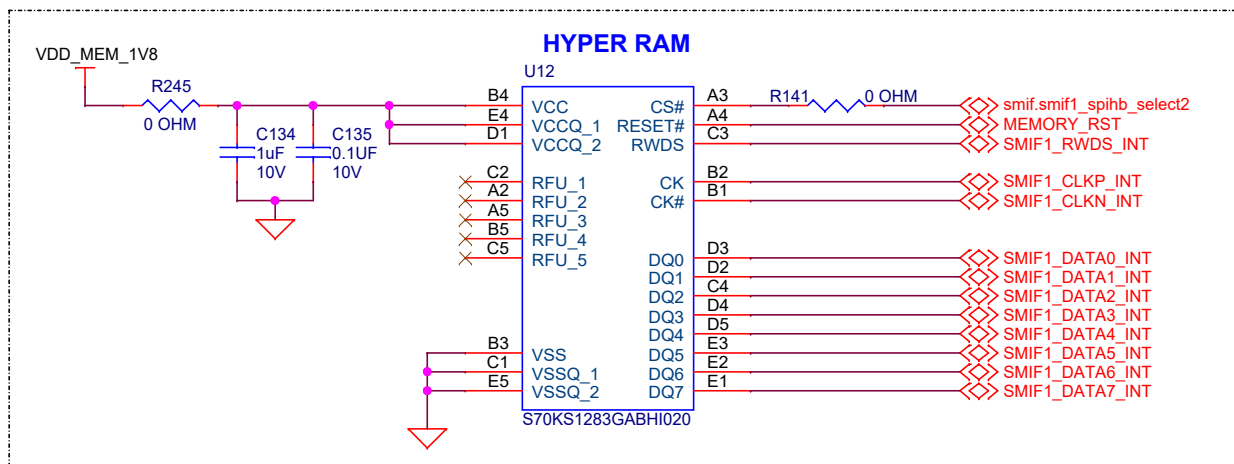 HYPER RAM
VDD_MEM_1V8
R245
0 OHM
C134
1uF
10V
C135
0.1UF
10V
U12
B4 VCC
E4 VCCQ_1
D1 VCCQ_2
C2 RFU_1
A2 RFU_2
A5 RFU_3
B5 RFU_4
C5 RFU_5
B3 VSS
C1 VSSQ_1
E5 VSSQ_2
CS# A3 R141 0 OHM smif.smif1_spihb_select2
RESET# A4 MEMORY_RST
RWDS C3 SMIF1_RWDS_INT
CK B2 SMIF1_CLKP_INT
CK# B1 SMIF1_CLKN_INT
DQ0 D3 SMIF1_DATA0_INT
DQ1 D2 SMIF1_DATA1_INT
DQ2 C4 SMIF1_DATA2_INT
DQ3 D4 SMIF1_DATA3_INT
DQ4 D5 SMIF1_DATA4_INT
DQ5 E3 SMIF1_DATA5_INT
DQ6 E2 SMIF1_DATA6_INT
DQ7 E1 SMIF1_DATA7_INT
S70KS1283GABHI020